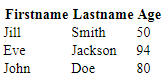 Firstname Lastname Age
Jill Smith 50
Eve Jackson 94
John Doe 80